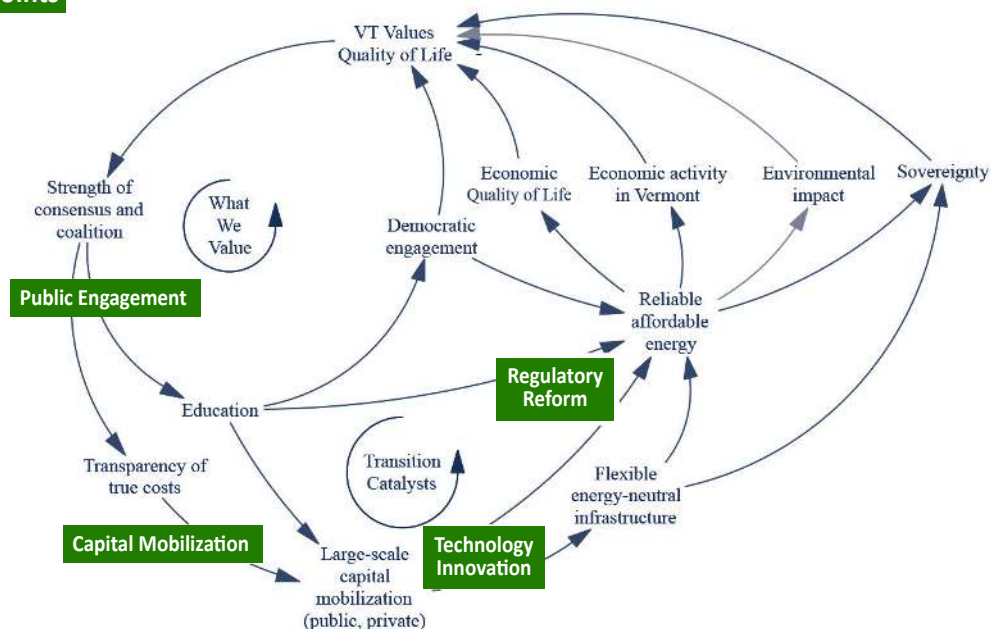 VT Values
Quality of Life
Strength of
consensus and
coalition
What
We
Value
Democratic
engagement
Economic
Quality of Life
Economic activity
in Vermont
Environmental
impact
Sovereignty
Public Engagement
Reliable
affordable
energy
Regulatory
Reform
Education
Transparency of
true costs
Transition
Catalysts
Flexible
energy-neutral
infrastructure
Capital Mobilization
Technology
Innovation
Large-scale
capital
mobilization
(public, private)